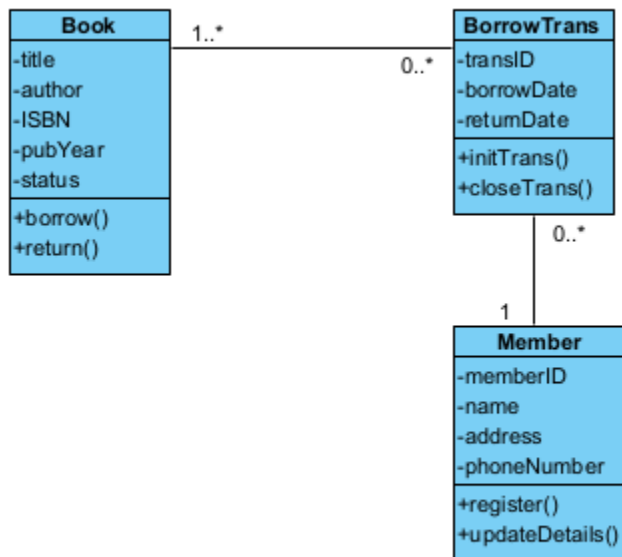 Book
-title
-author
-ISBN
-pubYear
-status
+borrow()
+return()
1..*
0..*
BorrowTrans
-transID
-borrowDate
-returnDate
+initTrans()
+closeTrans()
0..*
1
Member
-memberID
-name
-address
-phoneNumber
+register()
+updateDetails()